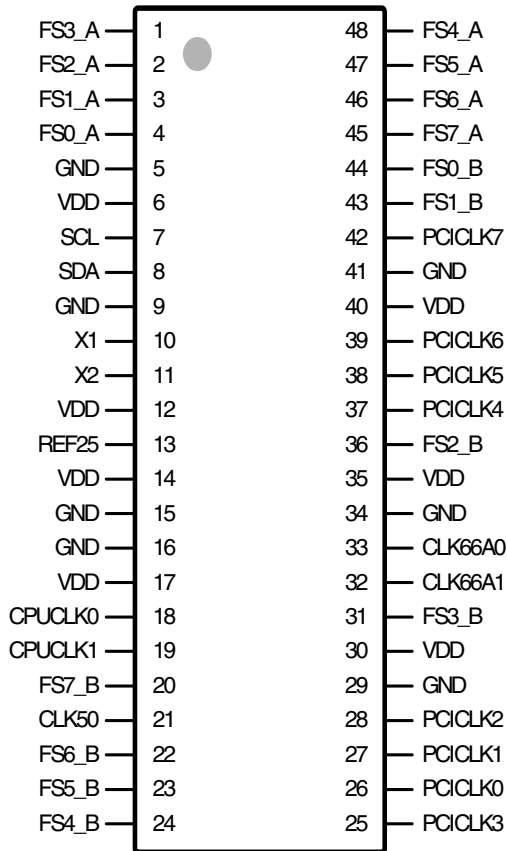 FS3_A 1 48 FS4_A
FS2_A 2 47 FS5_A
FS1_A 3 46 FS6_A
FS0_A 4 45 FS7_A
GND 5 44 FS0_B
VDD 6 43 FS1_B
SCL 7 42 PCICLK7
SDA 8 41 GND
GND 9 40 VDD
X1 10 39 PCICLK6
X2 11 38 PCICLK5
VDD 12 37 PCICLK4
REF25 13 36 FS2_B
VDD 14 35 VDD
GND 15 34 GND
GND 16 33 CLK66A0
VDD 17 32 CLK66A1
CPUCLK0 18 31 FS3_B
CPUCLK1 19 30 VDD
FS7_B 20 29 GND
CLK50 21 28 PCICLK2
FS6_B 22 27 PCICLK1
FS5_B 23 26 PCICLK0
FS4_B 24 25 PCICLK3